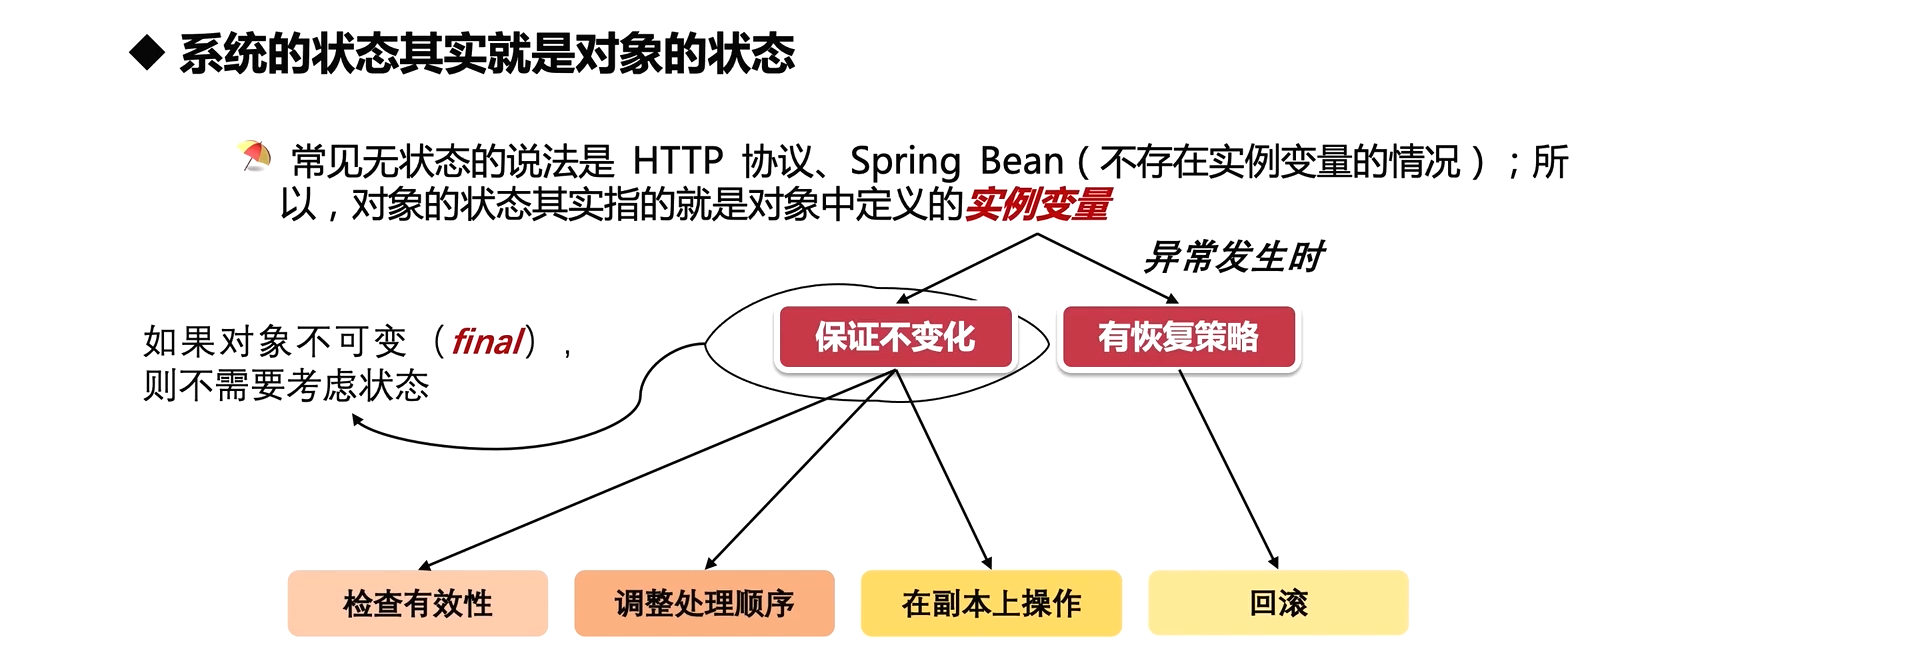 系统的状态其实就是对象的状态
常见无状态的说法是 HTTP 协议、Spring Bean（不存在实例变量的情况）；所
以，对象的状态其实指的就是对象中定义的实例变量
异常发生时
保证不变化
有恢复策略
如果对象不可变（final），
则不需要考虑状态
检查有效性
调整处理顺序
在副本上操作
回滚